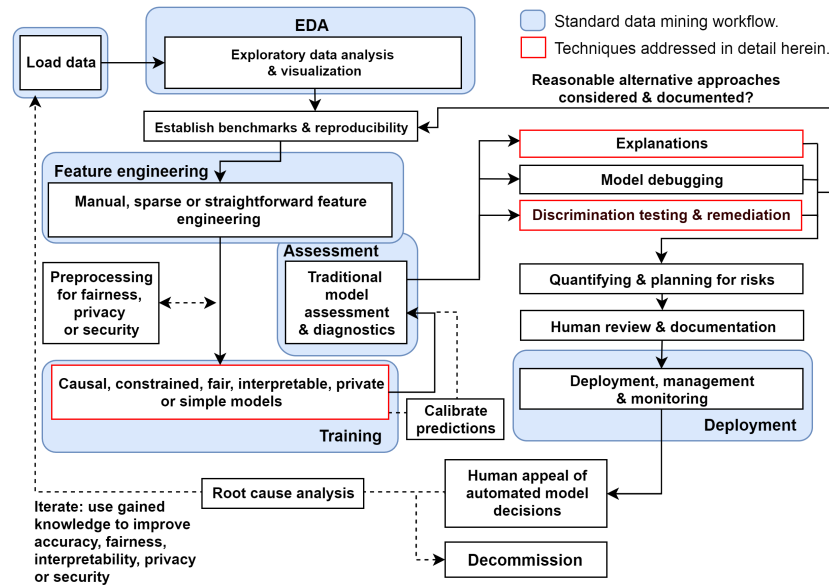 EDA
Standard data mining workflow.
Techniques addressed in detail herein.
Load data
Exploratory data analysis
& visualization
Reasonable alternative approaches
considered & documented?
Establish benchmarks & reproducibility
Explanations
Feature engineering
Model debugging
Manual, sparse or straightforward feature
engineering
Discrimination testing & remediation
Assessment
Preprocessing
for fairness,
privacy
or security
Traditional
model
assessment
& diagnostics
Quantifying & planning for risks
Human review & documentation
Causal, constrained, fair, interpretable, private
or simple models
Deployment, management
& monitoring
Training
Calibrate
predictions
Deployment
Root cause analysis
Human appeal of
automated model
decisions
Iterate: use gained
knowledge to improve
accuracy, fairness,
interpretability, privacy
or security
Decommission